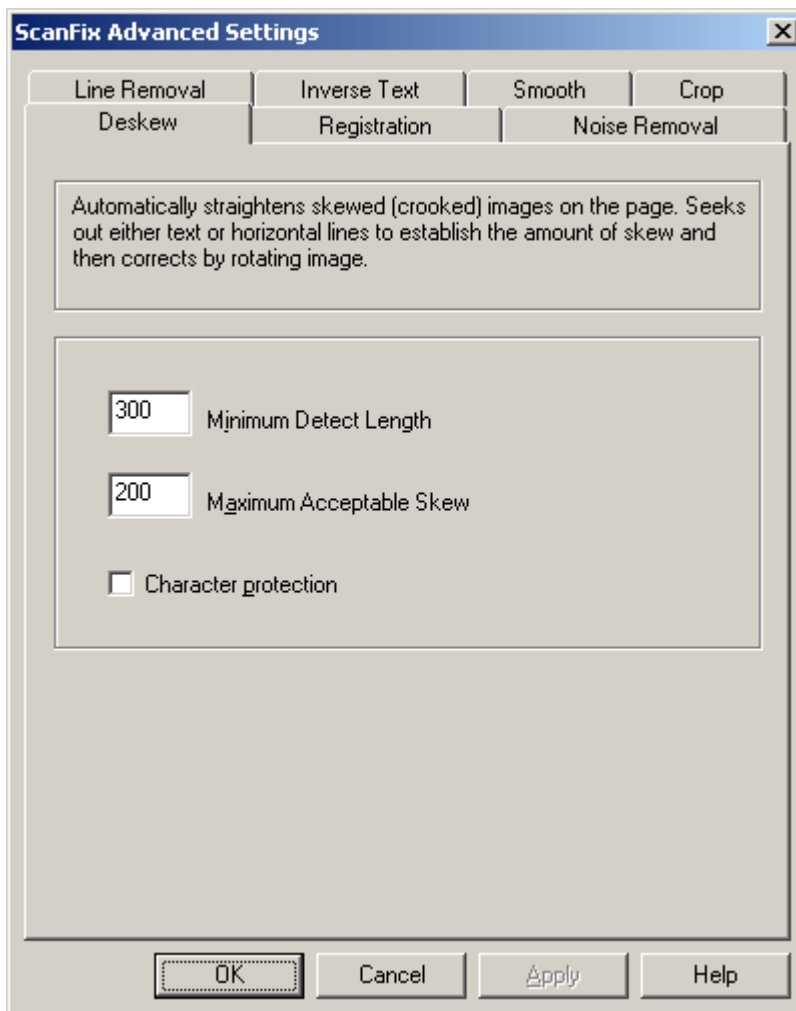 ScanFix Advanced Settings
Line Removal
Inverse Text
Smooth
Crop
Deskew
Registration
Noise Removal
Automatically straightens skewed (crooked) images on the page. Seeks
out either text or horizontal lines to establish the amount of skew and
then corrects by rotating image.
300 Minimum Detect Length
200 Maximum Acceptable Skew
Character protection
OK
Cancel
Apply
Help